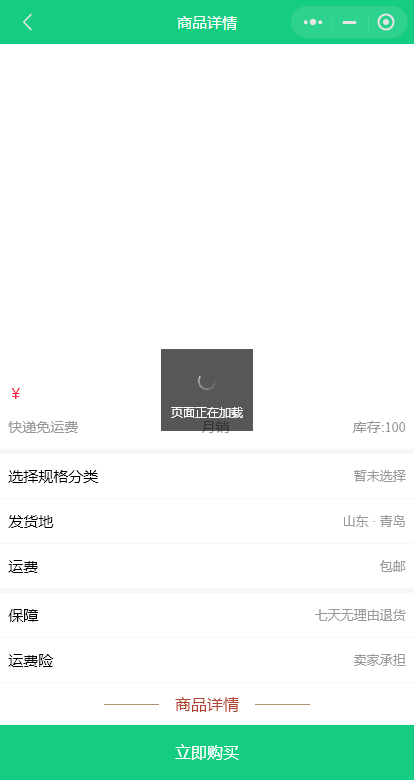 商品详情
页面正在加载
¥
快递免运费 月销 库存:100
选择规格分类 暂未选择
发货地 山东 · 青岛
运费 包邮
保障 七天无理由退货
运费险 卖家承担
商品详情
立即购买